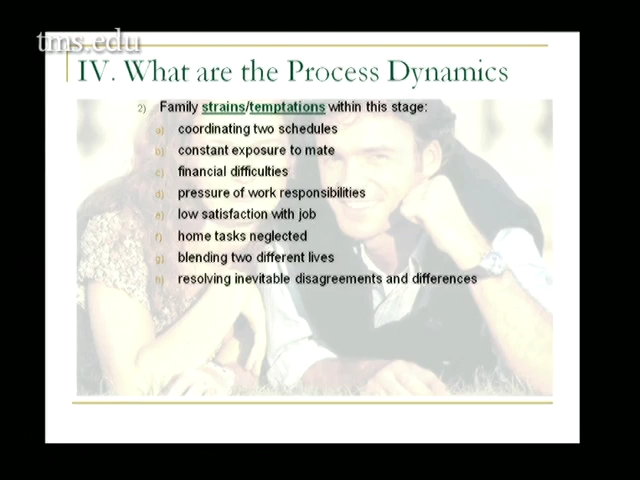 tms.edu
IV. What are the Process Dynamics
2) Family strains/temptations within this stage:
a) coordinating two schedules
b) constant exposure to mate
c) financial difficulties
d) pressure of work responsibilities
e) low satisfaction with job
f) home tasks neglected
g) blending two different lives
h) resolving inevitable disagreements and differences